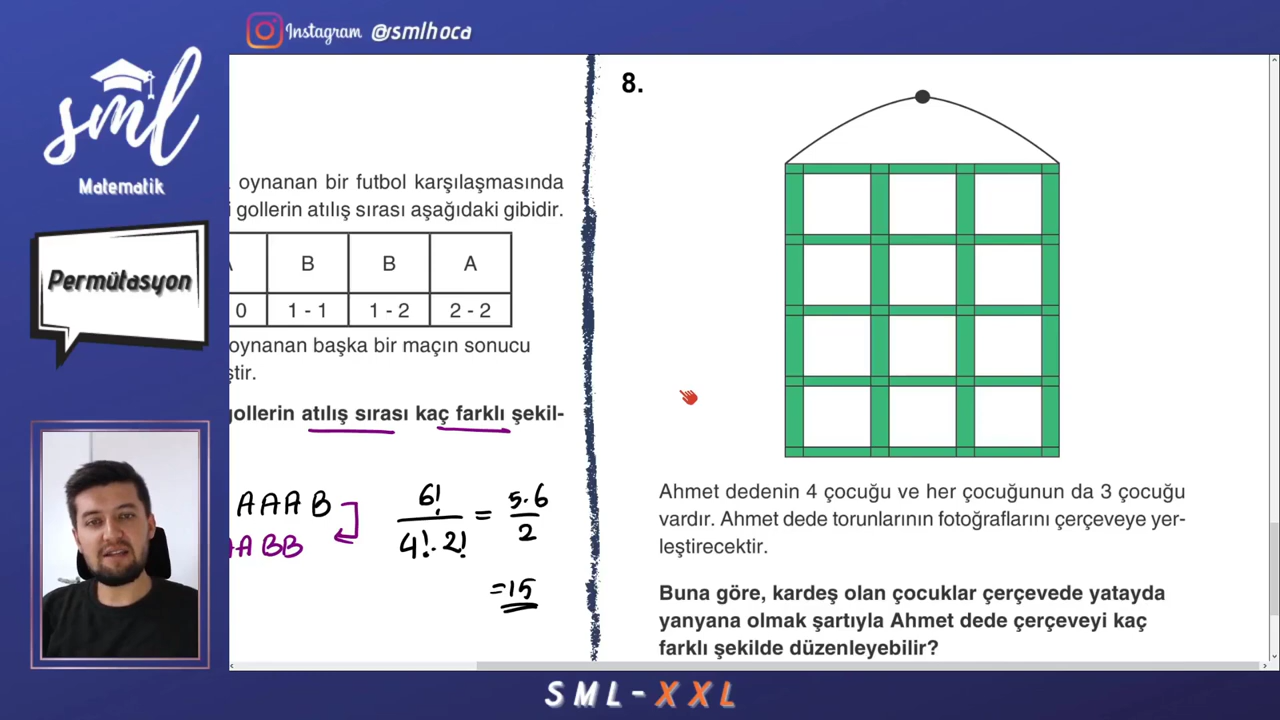 Instagram @smlhoca
sml
Matematik
Permütasyon
oynanan bir futbol karşılaşmasında
gollerin atılış sırası aşağıdaki gibidir.
B B A
0 1 - 1 1 - 2 2 - 2
oynanan başka bir maçın sonucu
ştir.
gollerin atılış sırası kaç farklı şekil-
AAAB
AABB
6!
4!·2!
=
5·6
2
=15
8.
Ahmet dedenin 4 çocuğu ve her çocuğunun da 3 çocuğu
vardır. Ahmet dede torunlarının fotoğraflarını çerçeveye yer-
leştirecektir.
Buna göre, kardeş olan çocuklar çerçevede yatayda
yanyana olmak şartıyla Ahmet dede çerçeveyi kaç
farklı şekilde düzenleyebilir?
SML-XXL